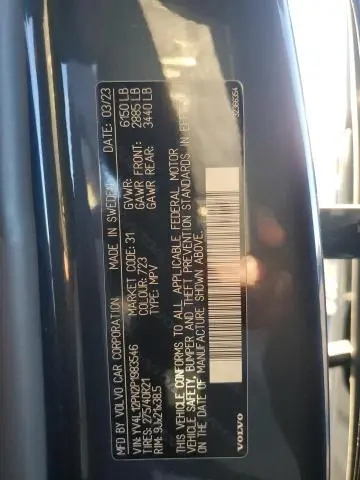 MFD BY VOLVO CAR CORPORATION MADE IN SWEDEN DATE: 03/23
VIN: YV4L12PN2P1983546 MARKET CODE: 31 GVWR: 6150 LB
TIRES: 275/40R21 COLOUR: 723 GAWR FRONT: 2885 LB
RIM: 9Jx21x38.5 TYPE: MPV GAWR REAR: 3440 LB
THIS VEHICLE CONFORMS TO ALL APPLICABLE FEDERAL MOTOR
VEHICLE SAFETY, BUMPER AND THEFT PREVENTION STANDARDS IN EFFECT
ON THE DATE OF MANUFACTURE SHOWN ABOVE.
VOLVO 32366354